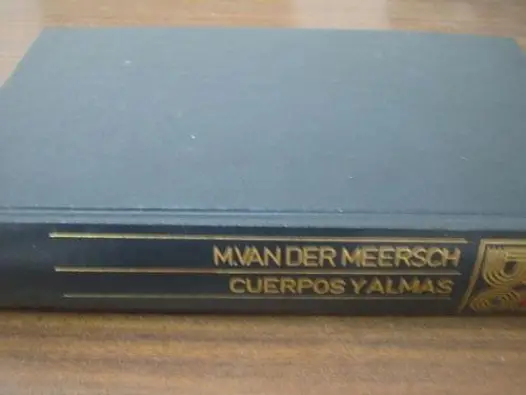 M.VAN DER MEERSCH
CUERPOS Y ALMAS